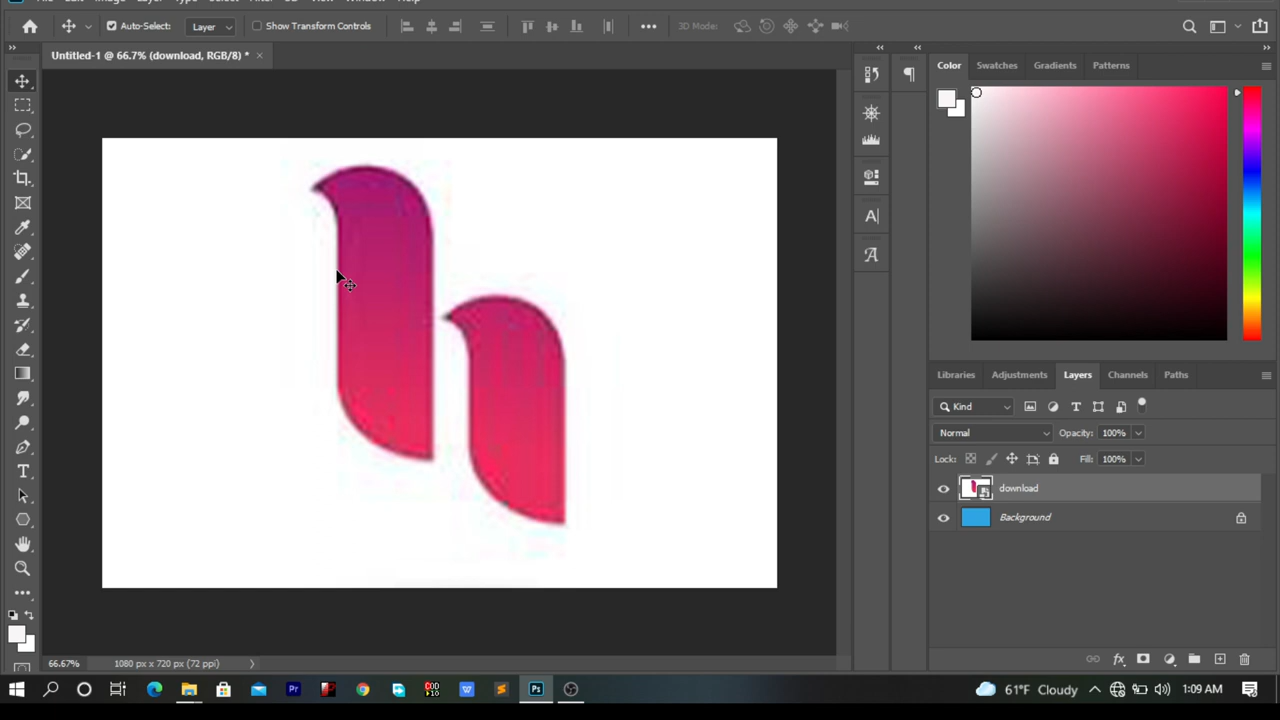 Auto-Select: Layer Show Transform Controls 3D Mode:
Untitled-1 @ 66.7% (download, RGB/8) * ×
Color Swatches Gradients Patterns
Libraries Adjustments Layers Channels Paths
Kind
Normal Opacity: 100%
Lock: Fill: 100%
download
Background
66.67% 1080 px x 720 px (72 ppi)
61°F Cloudy 1:09 AM